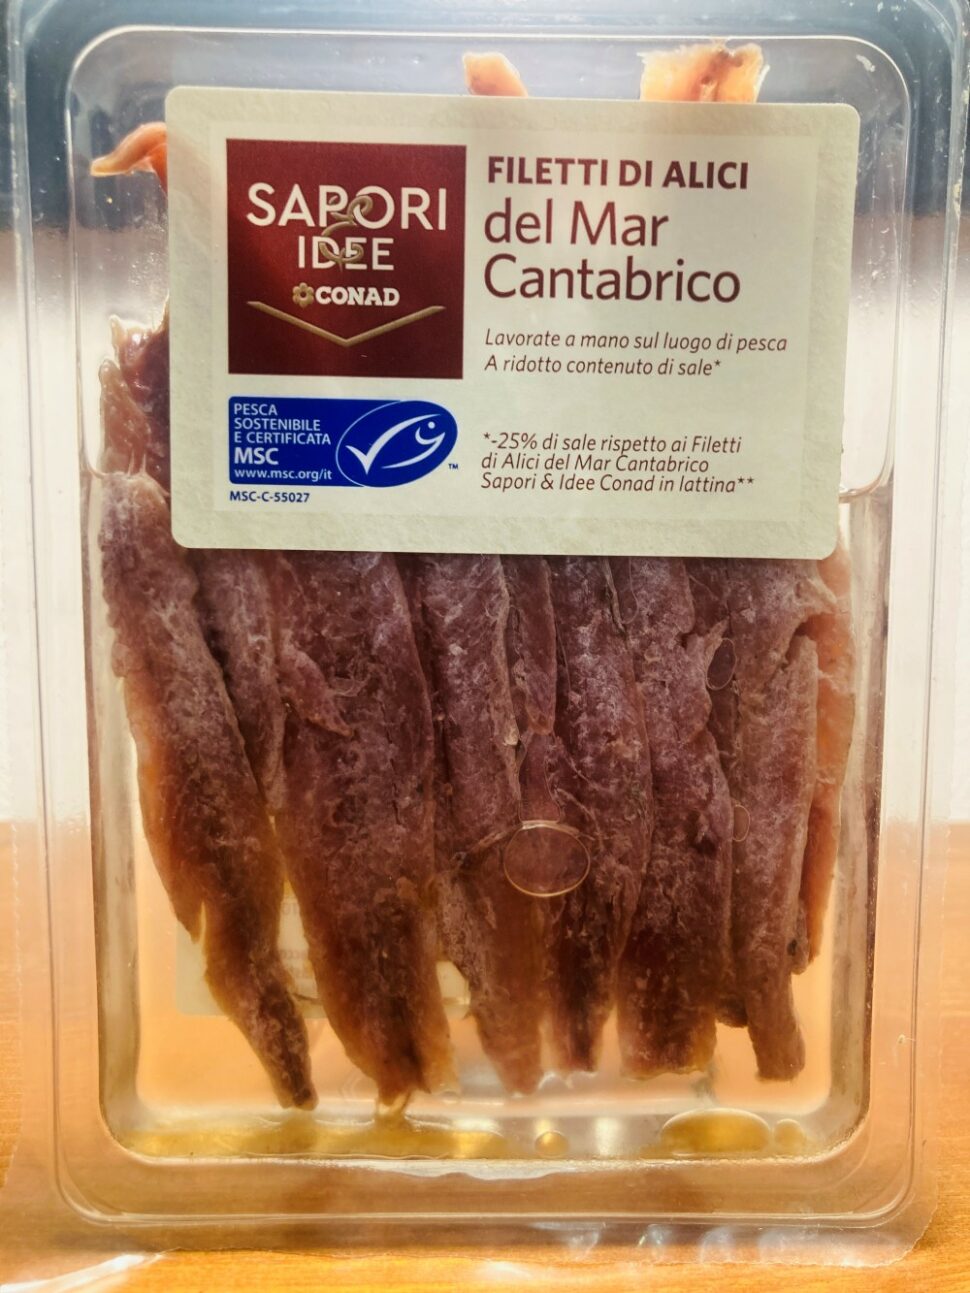 SAPORI
&
IDEE
CONAD
FILETTI DI ALICI
del Mar
Cantabrico
Lavorate a mano sul luogo di pesca
A ridotto contenuto di sale*
PESCA
SOSTENIBILE
E CERTIFICATA
MSC
www.msc.org/it
TM
MSC-C-55027
*-25% di sale rispetto ai Filetti
di Alici del Mar Cantabrico
Sapori & Idee Conad in lattina**